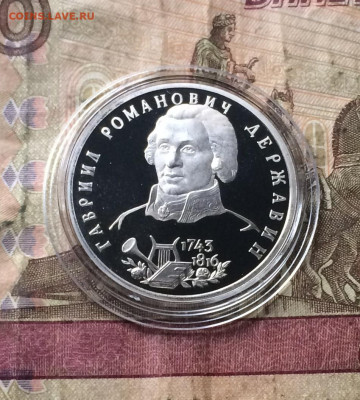 COINSSLAVE.RU
ГАВРИИЛ РОМАНОВИЧ ДЕРЖАВИН
1743
1816